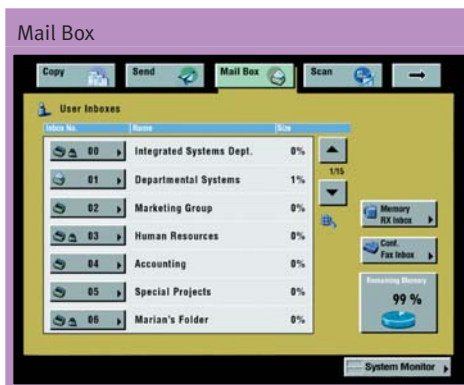 Mail Box
Copy Send Mail Box Scan
User Inboxes
Inbox No. Name Size
00 Integrated Systems Dept. 0%
01 Departmental Systems 1%
02 Marketing Group 0%
03 Human Resources 0%
04 Accounting 0%
05 Special Projects 0%
06 Marian's Folder 0%
1/15
Memory
RX Inbox
Conf.
Fax Inbox
Remaining Memory
99 %
System Monitor